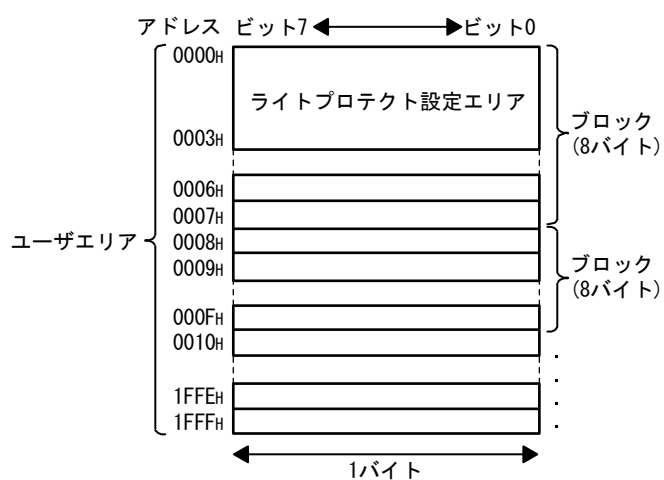 アドレス ビット7 ビット0
0000H
ライトプロテクト設定エリア
0003H
ブロック
(8バイト)
0006H
0007H
ユーザエリア
0008H
0009H
ブロック
(8バイト)
000FH
0010H
1FFEH
1FFFH
1バイト